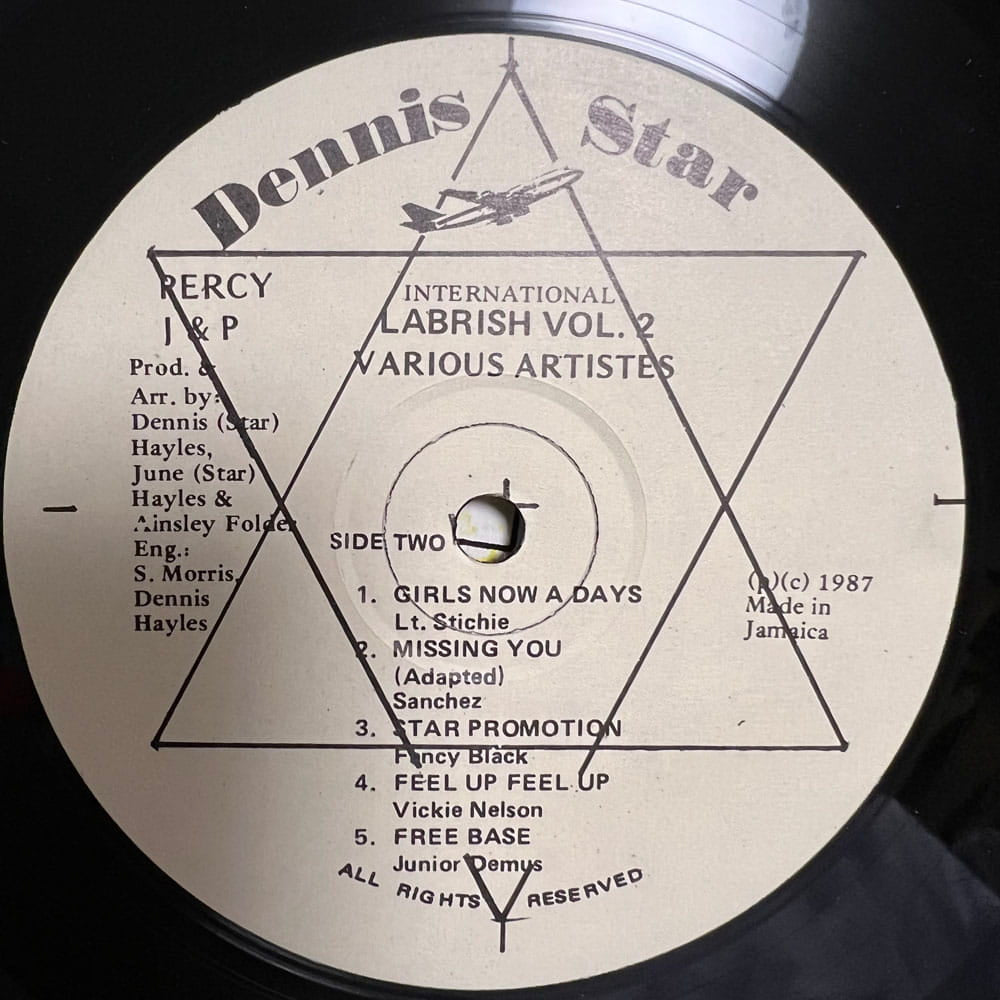 Dennis Star
PERCY
J & P
Prod. &
Arr. by:
Dennis (Star)
Hayles,
June (Star)
Hayles &
Ainsley Folder
Eng.:
S. Morris,
Dennis
Hayles
INTERNATIONAL
LABRISH VOL. 2
VARIOUS ARTISTES
SIDE TWO
1. GIRLS NOW A DAYS
Lt. Stichie
2. MISSING YOU
(Adapted)
Sanchez
3. STAR PROMOTION
Fancy Black
4. FEEL UP FEEL UP
Vickie Nelson
5. FREE BASE
Junior Demus
(p)(c) 1987
Made in
Jamaica
ALL RIGHTS RESERVED